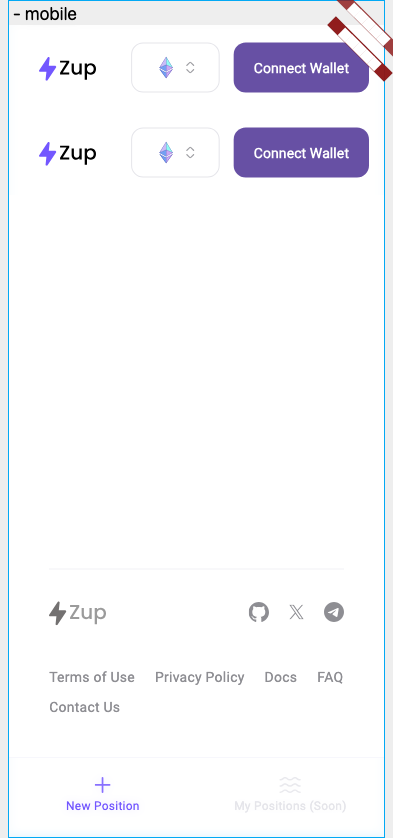 - mobile
Zup Connect Wallet
Zup Connect Wallet
Zup
Terms of Use Privacy Policy Docs FAQ
Contact Us
New Position My Positions (Soon)